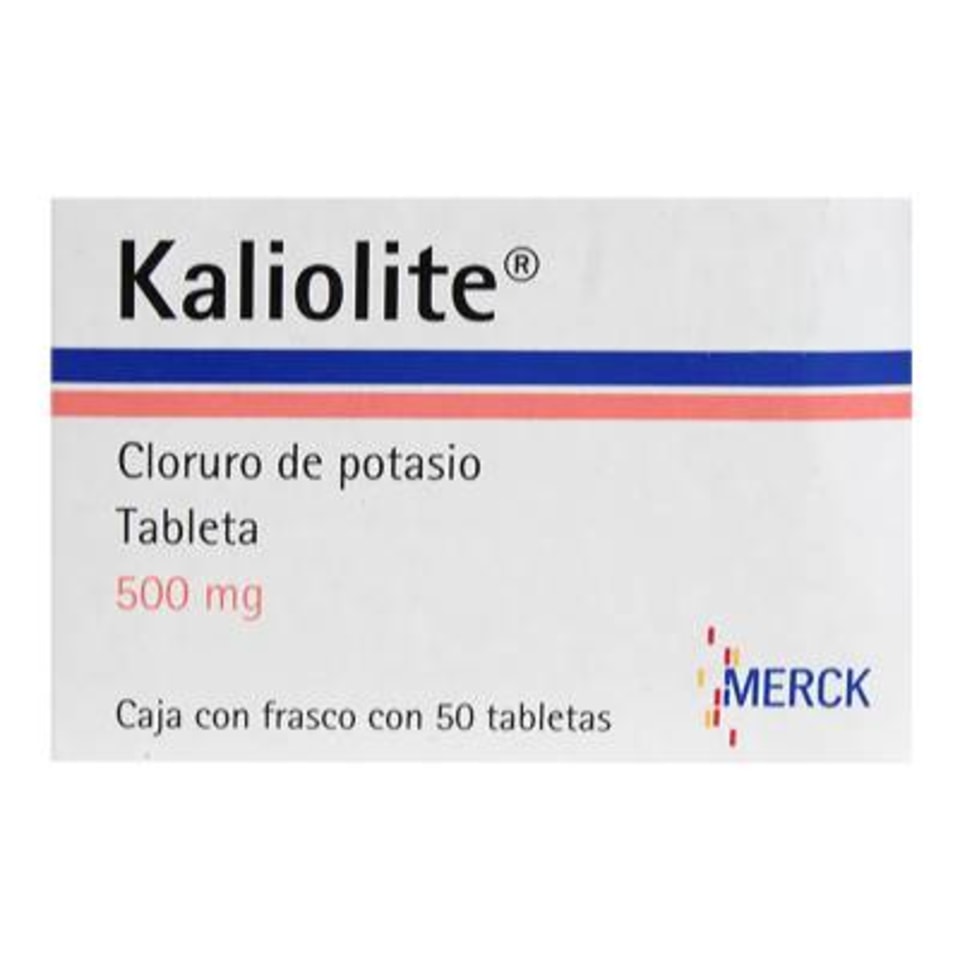 Kaliolite®
Cloruro de potasio
Tableta
500 mg
Caja con frasco con 50 tabletas
MERCK